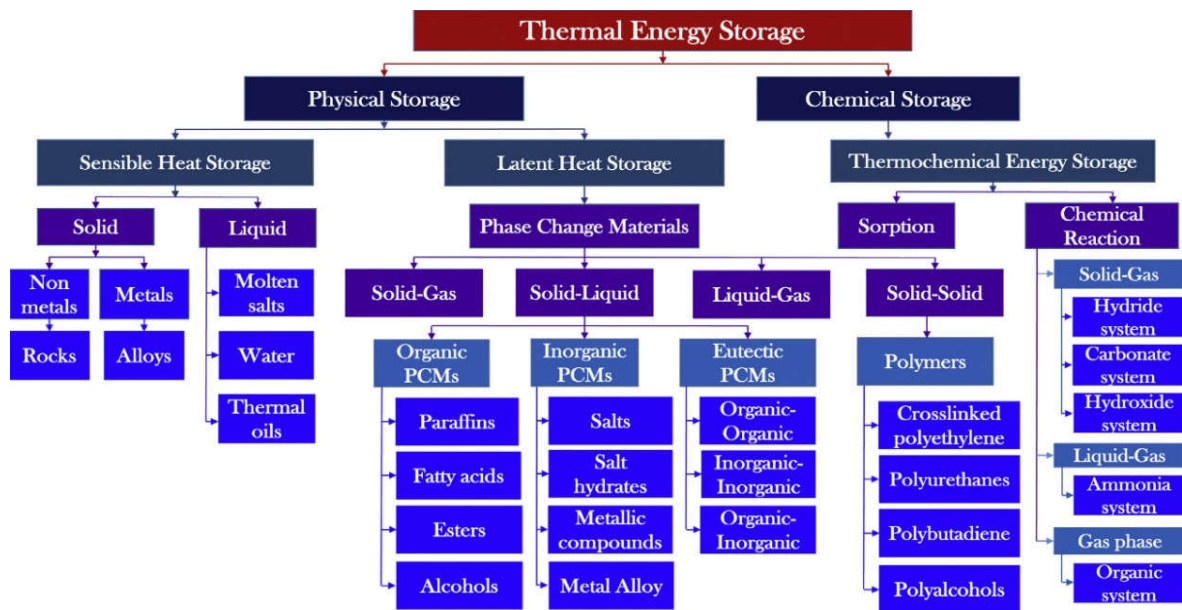 Thermal Energy Storage
Physical Storage
Chemical Storage
Sensible Heat Storage
Latent Heat Storage
Thermochemical Energy Storage
Solid
Liquid
Phase Change Materials
Sorption
Chemical
Reaction
Non
metals
Metals
Rocks
Alloys
Molten
salts
Water
Thermal
oils
Solid-Gas
Solid-Liquid
Liquid-Gas
Solid-Solid
Organic
PCMs
Paraffins
Fatty acids
Esters
Alcohols
Inorganic
PCMs
Salts
Salt
hydrates
Metallic
compounds
Metal Alloy
Eutectic
PCMs
Organic-
Organic
Inorganic-
Inorganic
Organic-
Inorganic
Polymers
Crosslinked
polyethylene
Polyurethanes
Polybutadiene
Polyalcohols
Solid-Gas
Hydride
system
Carbonate
system
Hydroxide
system
Liquid-Gas
Ammonia
system
Gas phase
Organic
system